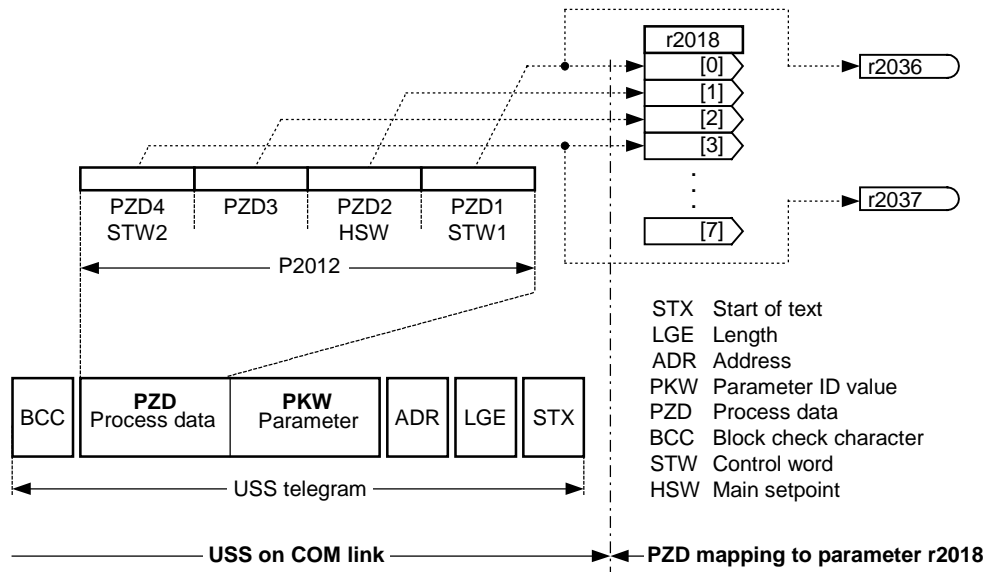 r2018
[0]
r2036
[1]
[2]
[3]
PZD4 PZD3 PZD2 PZD1
STW2 HSW STW1
r2037
[7]
P2012
STX Start of text
LGE Length
ADR Address
PKW Parameter ID value
PZD Process data
BCC Block check character
STW Control word
HSW Main setpoint
BCC
PZD
Process data
PKW
Parameter
ADR
LGE
STX
USS telegram
USS on COM link
PZD mapping to parameter r2018